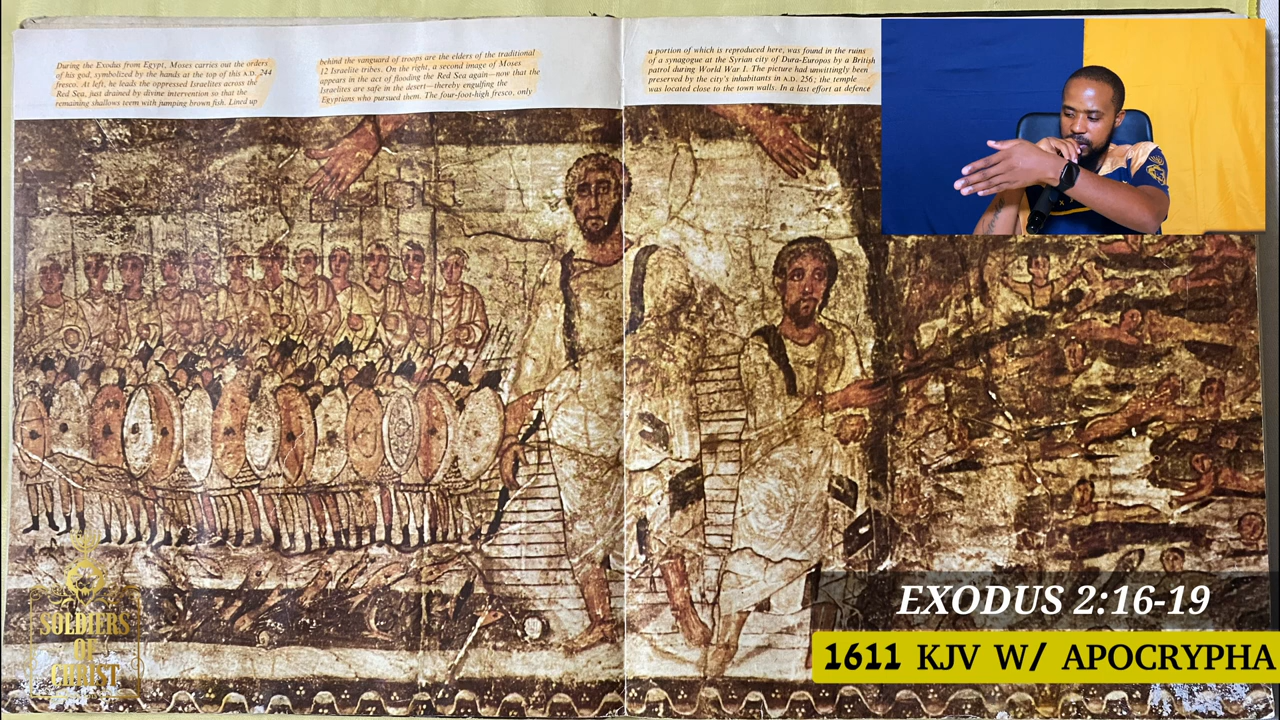 During the Exodus from Egypt, Moses carries out the orders
of his god, symbolized by the hands at the top of this A.D. 244
fresco. At left, he leads the oppressed Israelites across the
Red Sea, just drained by divine intervention so that the
remaining shallows teem with jumping brown fish. Lined up
behind the vanguard of troops are the elders of the traditional
12 Israelite tribes. On the right, a second image of Moses
appears in the act of flooding the Red Sea again—now that the
Israelites are safe in the desert—thereby engulfing the
Egyptians who pursued them. The four-foot-high fresco, only
a portion of which is reproduced here, was found in the ruins
of a synagogue at the Syrian city of Dura-Europos by a British
patrol during World War I. The picture had unwittingly been
preserved by the city's inhabitants in A.D. 256; the temple
was located close to the town walls. In a last effort at defence
SOLDIERS
OF
CHRIST
EXODUS 2:16-19
1611 KJV W/ APOCRYPHA